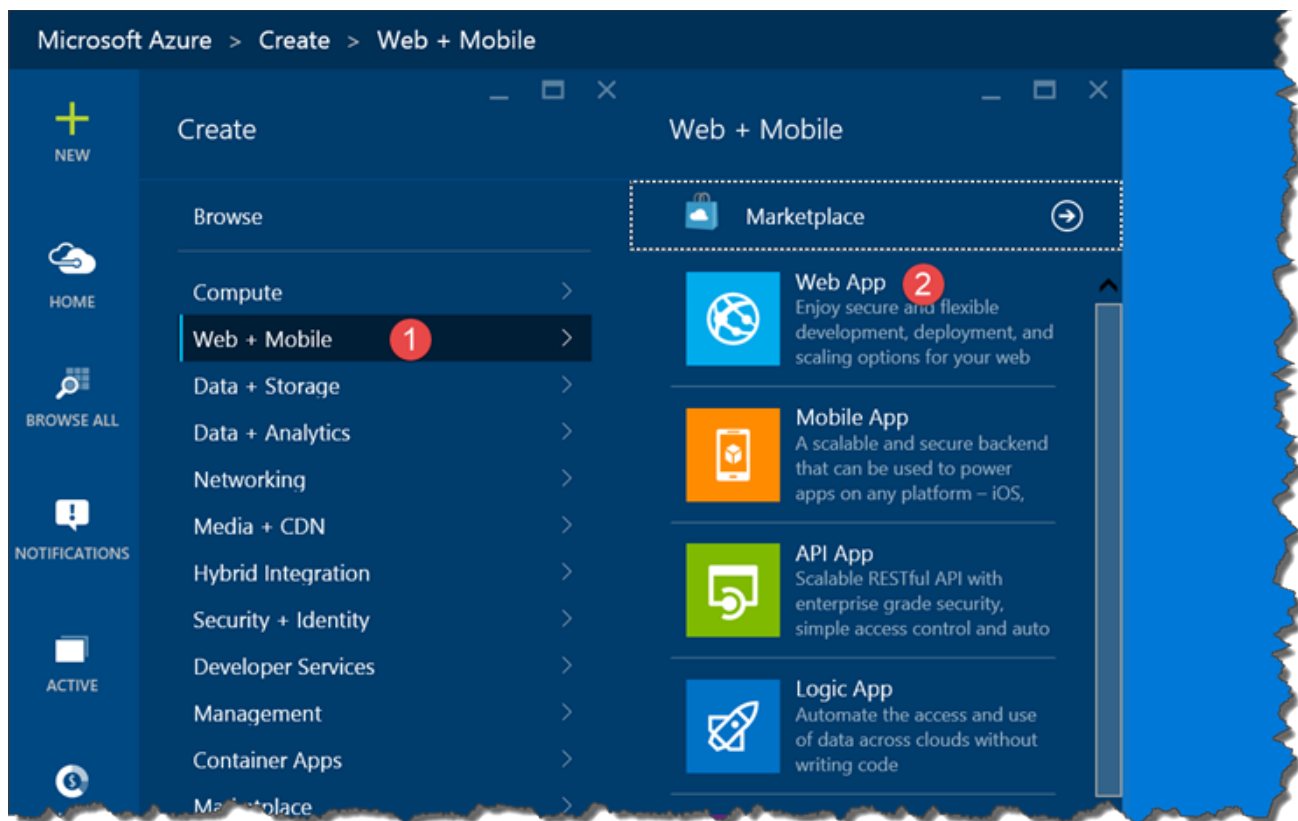 Microsoft Azure > Create > Web + Mobile
NEW
HOME
BROWSE ALL
NOTIFICATIONS
ACTIVE
Create
Browse
Compute
Web + Mobile 1
Data + Storage
Data + Analytics
Networking
Media + CDN
Hybrid Integration
Security + Identity
Developer Services
Management
Container Apps
Marketplace
Web + Mobile
Marketplace
Web App 2
Enjoy secure and flexible
development, deployment, and
scaling options for your web
Mobile App
A scalable and secure backend
that can be used to power
apps on any platform – iOS,
API App
Scalable RESTful API with
enterprise grade security,
simple access control and auto
Logic App
Automate the access and use
of data across clouds without
writing code